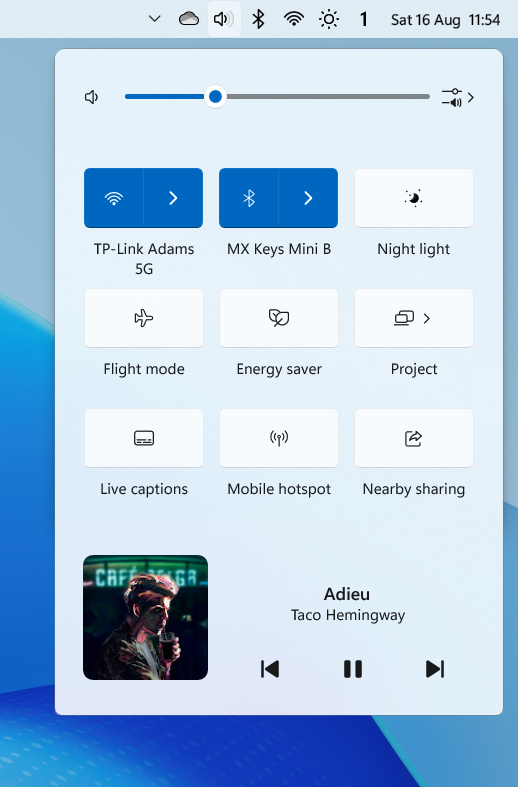 1 Sat 16 Aug 11:54
TP-Link Adams
5G
MX Keys Mini B
Night light
Flight mode
Energy saver
Project
Live captions
Mobile hotspot
Nearby sharing
CAFÉ BELGA
Adieu
Taco Hemingway